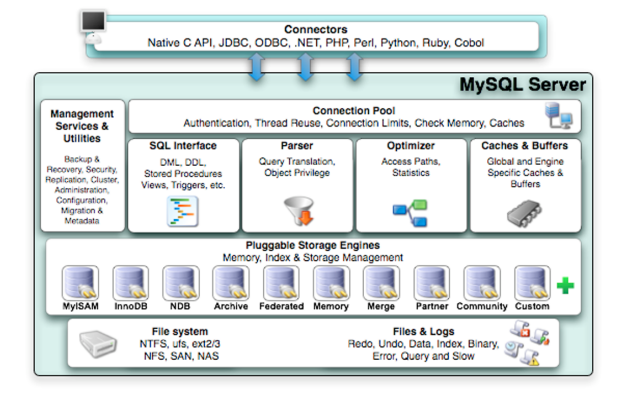 Connectors
Native C API, JDBC, ODBC, .NET, PHP, Perl, Python, Ruby, Cobol
MySQL Server
Management
Services &
Utilities
Backup &
Recovery, Security,
Replication, Cluster,
Administration,
Configuration,
Migration &
Metadata
Connection Pool
Authentication, Thread Reuse, Connection Limits, Check Memory, Caches
SQL Interface
DML, DDL,
Stored Procedures
Views, Triggers, etc.
Parser
Query Translation,
Object Privilege
Optimizer
Access Paths,
Statistics
Caches & Buffers
Global and Engine
Specific Caches &
Buffers
Pluggable Storage Engines
Memory, Index & Storage Management
MyISAM InnoDB NDB Archive Federated Memory Merge Partner Community Custom
File system
NTFS, ufs, ext2/3
NFS, SAN, NAS
Files & Logs
Redo, Undo, Data, Index, Binary,
Error, Query and Slow